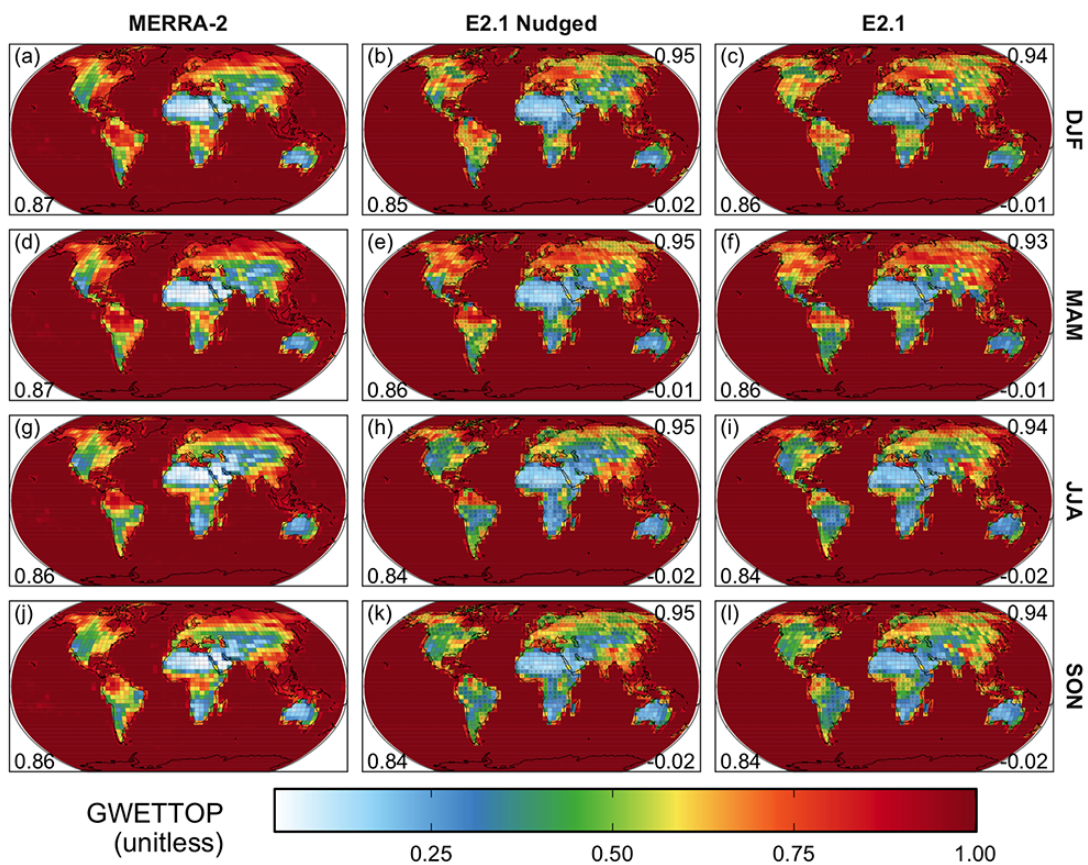 MERRA-2 E2.1 Nudged E2.1
(a) (b) 0.95 (c) 0.94
DJF
0.87 0.85 -0.02 0.86 -0.01
(d) (e) 0.95 (f) 0.93
MAM
0.87 0.86 -0.01 0.86 -0.01
(g) (h) 0.95 (i) 0.94
JJA
0.86 0.84 -0.02 0.84 -0.02
(j) (k) 0.95 (l) 0.94
SON
0.86 0.84 -0.02 0.84 -0.02
GWETTOP
(unitless)
0.25 0.50 0.75 1.00